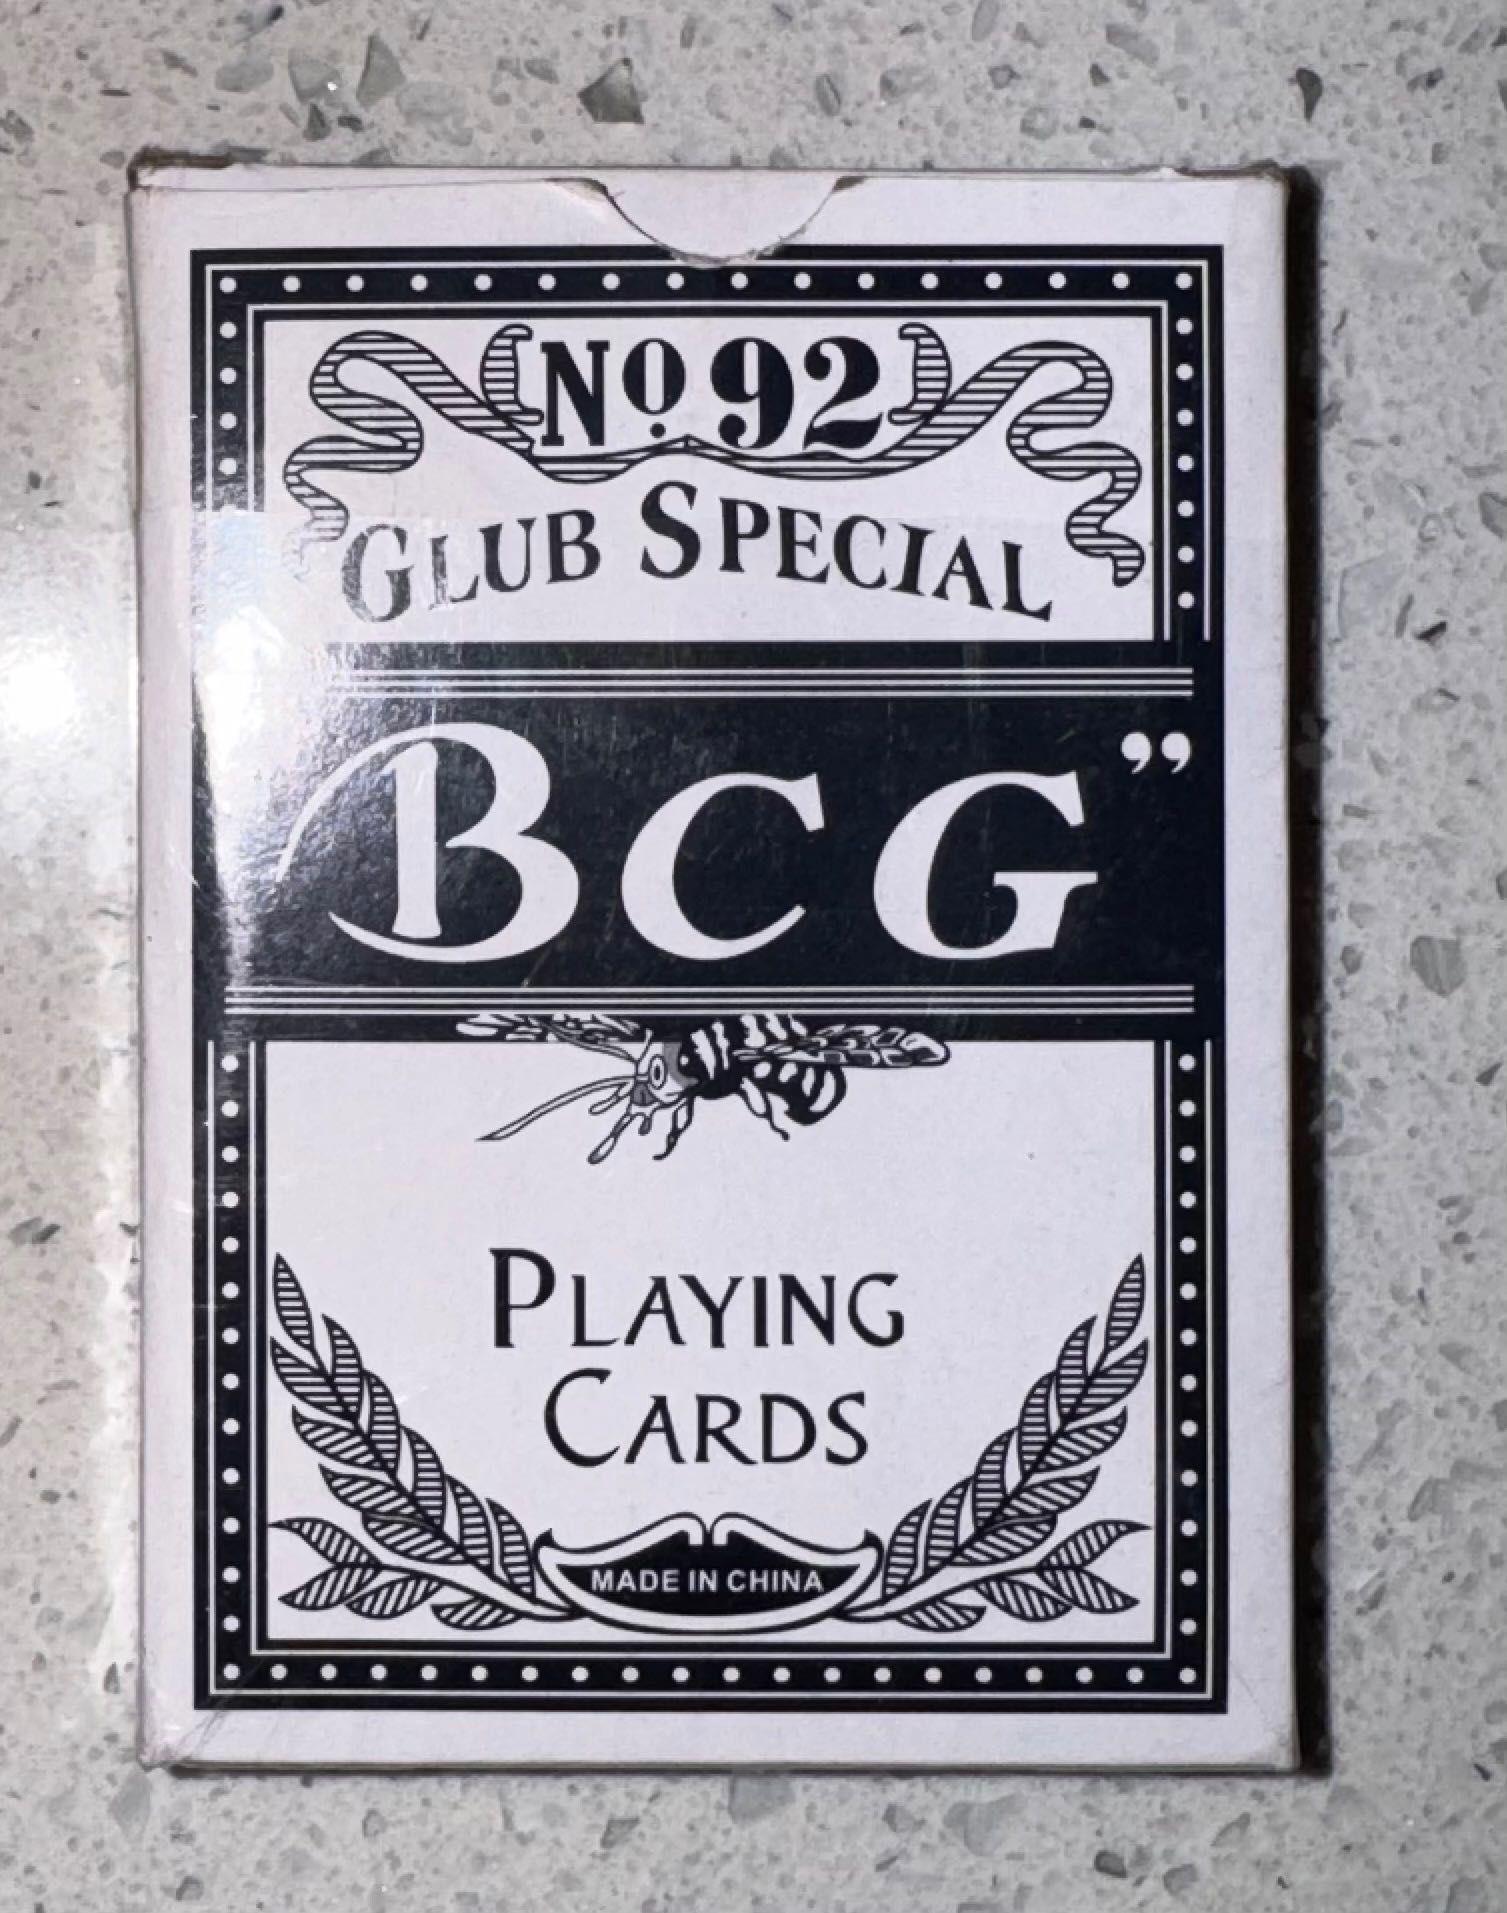 No 92
GLUB SPECIAL
BCG”
PLAYING
CARDS
MADE IN CHINA